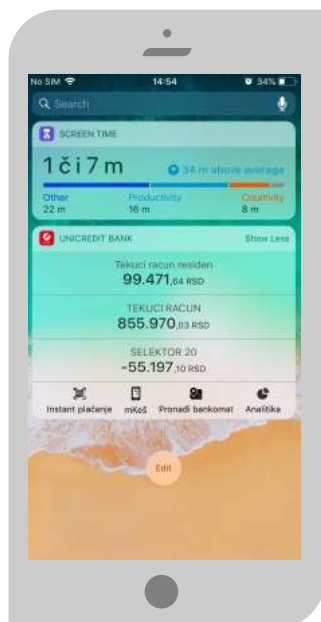 No SIM 14:54 34%
Search
SCREEN TIME
1 č i 7 m 34 m above average
Other Productivity Creativity
22 m 16 m 8 m
UNICREDIT BANK Show Less
Tekuci racun residen
99.471,64 RSD
TEKUCI RACUN
855.970,03 RSD
SELEKTOR 20
-55.197,10 RSD
Instant plaćanje mKeš Pronađi bankomat Analitika
Edit